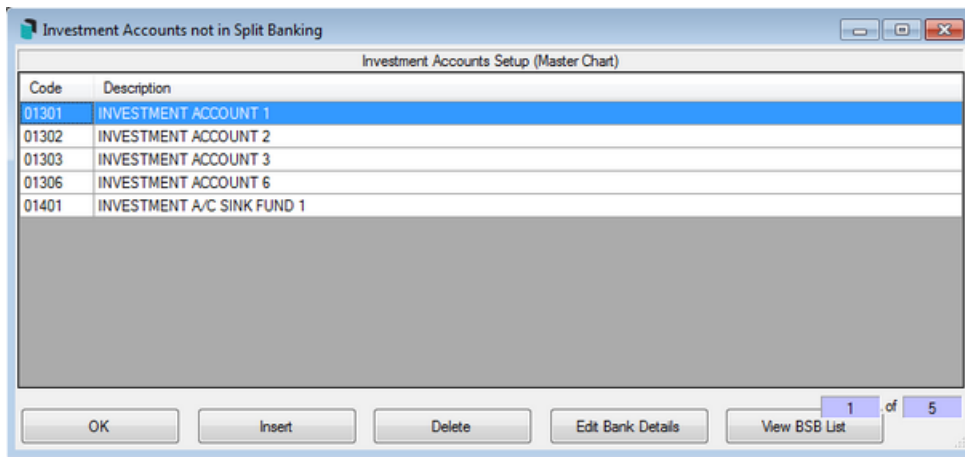 Investment Accounts not in Split Banking
Investment Accounts Setup (Master Chart)
Code Description
01301 INVESTMENT ACCOUNT 1
01302 INVESTMENT ACCOUNT 2
01303 INVESTMENT ACCOUNT 3
01306 INVESTMENT ACCOUNT 6
01401 INVESTMENT A/C SINK FUND 1
1 of 5
OK Insert Delete Edit Bank Details View BSB List